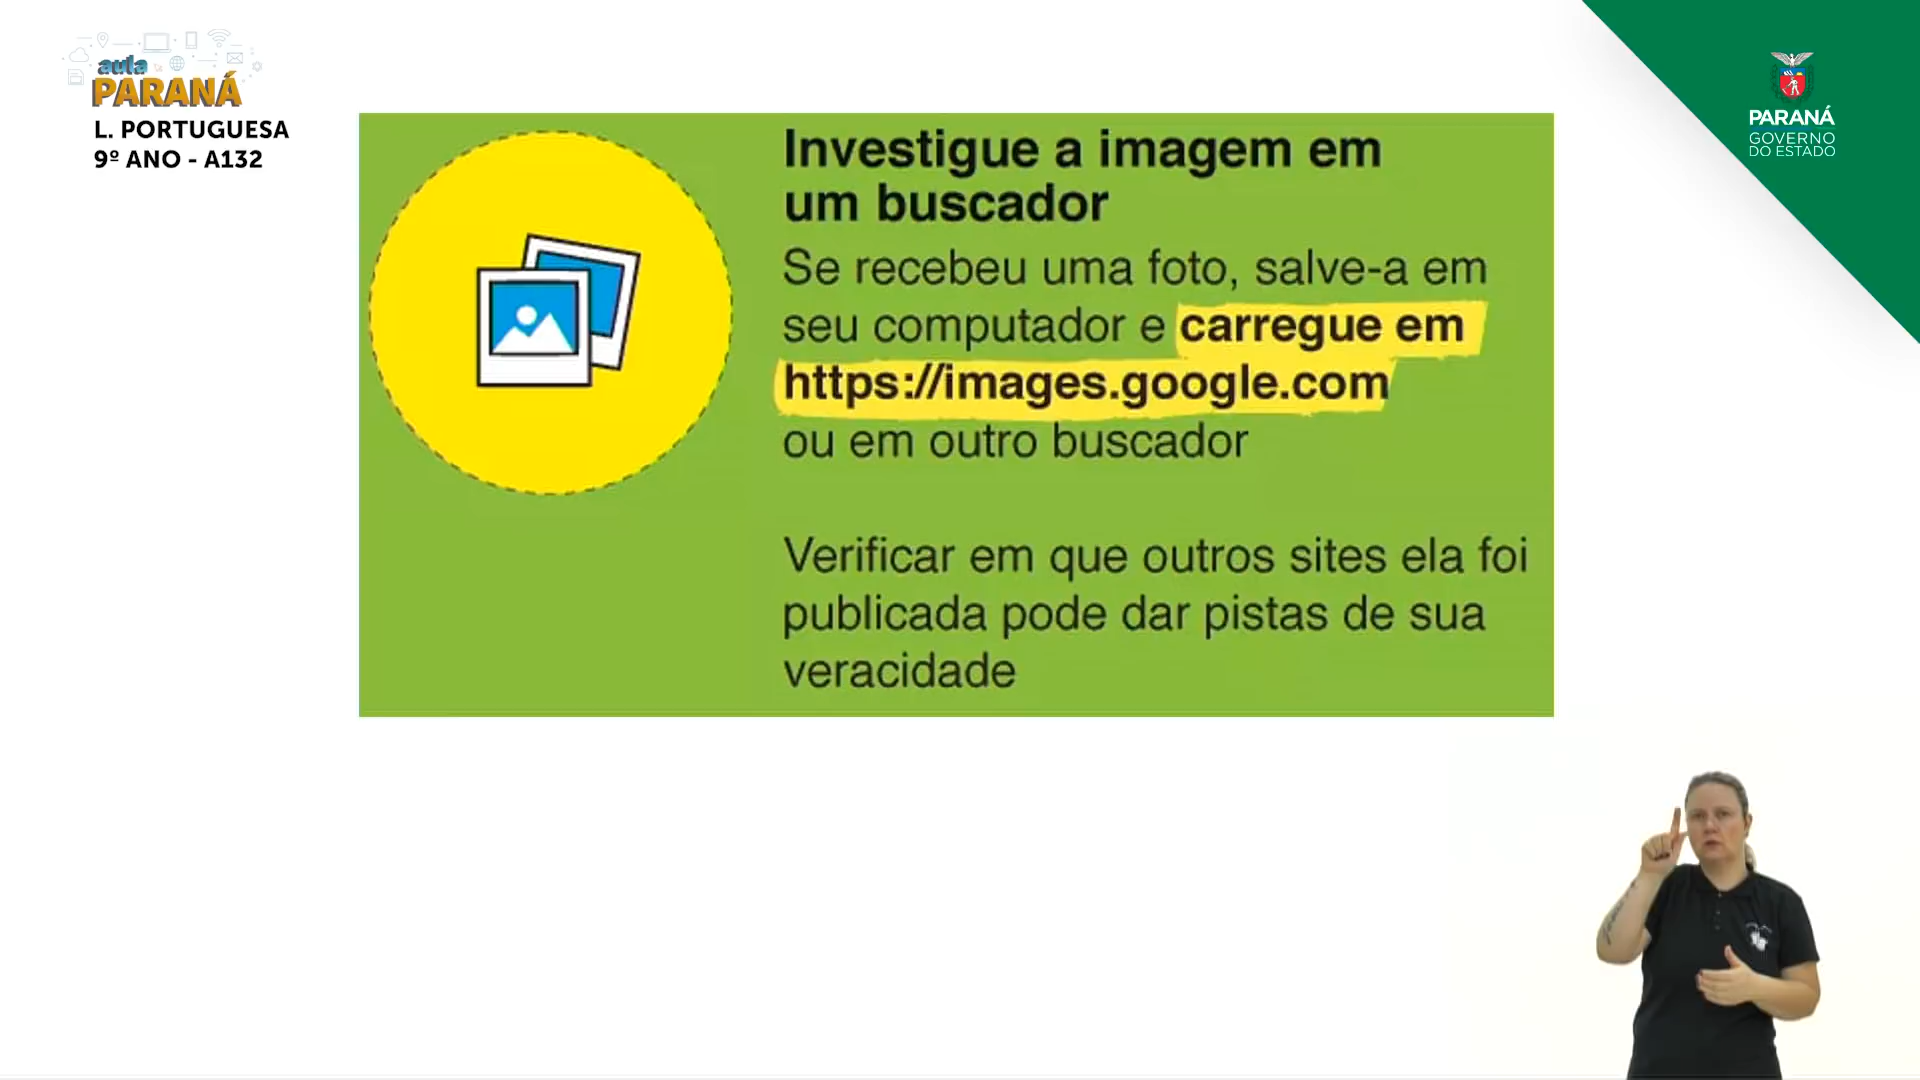 aula
PARANÁ
L. PORTUGUESA
9º ANO - A132
PARANÁ
GOVERNO
DO ESTADO
Investigue a imagem em
um buscador
Se recebeu uma foto, salve-a em
seu computador e carregue em
https://images.google.com
ou em outro buscador
Verificar em que outros sites ela foi
publicada pode dar pistas de sua
veracidade